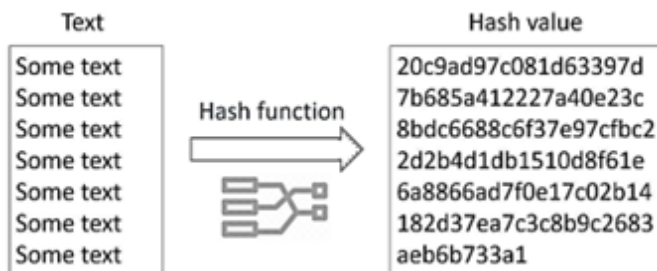 Text
Some text
Some text
Some text
Some text
Some text
Some text
Some text
Hash function
Hash value
20c9ad97c081d63397d
7b685a412227a40e23c
8bdc6688c6f37e97cfbc2
2d2b4d1db1510d8f61e
6a8866ad7f0e17c02b14
182d37ea7c3c8b9c2683
aeb6b733a1